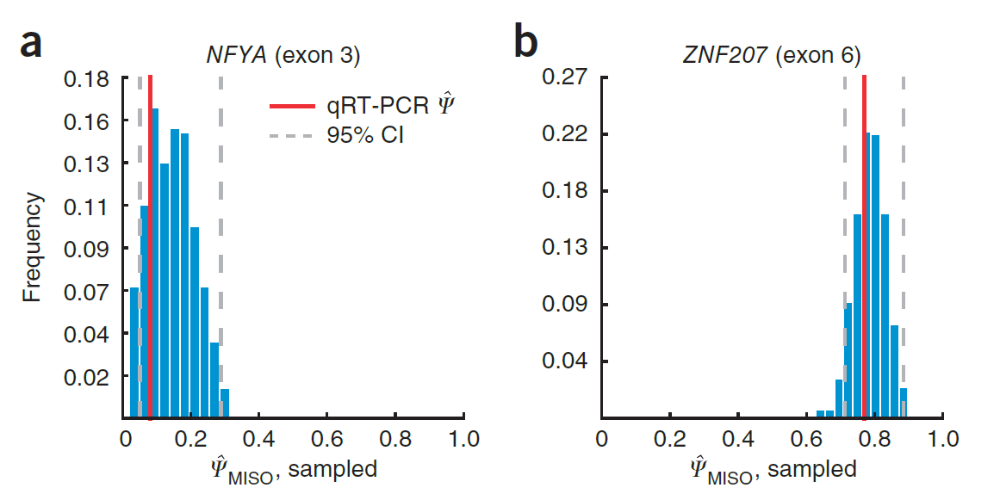 a
NFYA (exon 3)
0.18
0.16
0.13
0.11
0.09
0.07
0.04
0.02
Frequency
qRT-PCR Ψ̂
95% CI
0 0.2 0.4 0.6 0.8 1.0
Ψ̂MISO, sampled
b
ZNF207 (exon 6)
0.27
0.22
0.18
0.13
0.09
0.04
0 0.2 0.4 0.6 0.8 1.0
Ψ̂MISO, sampled